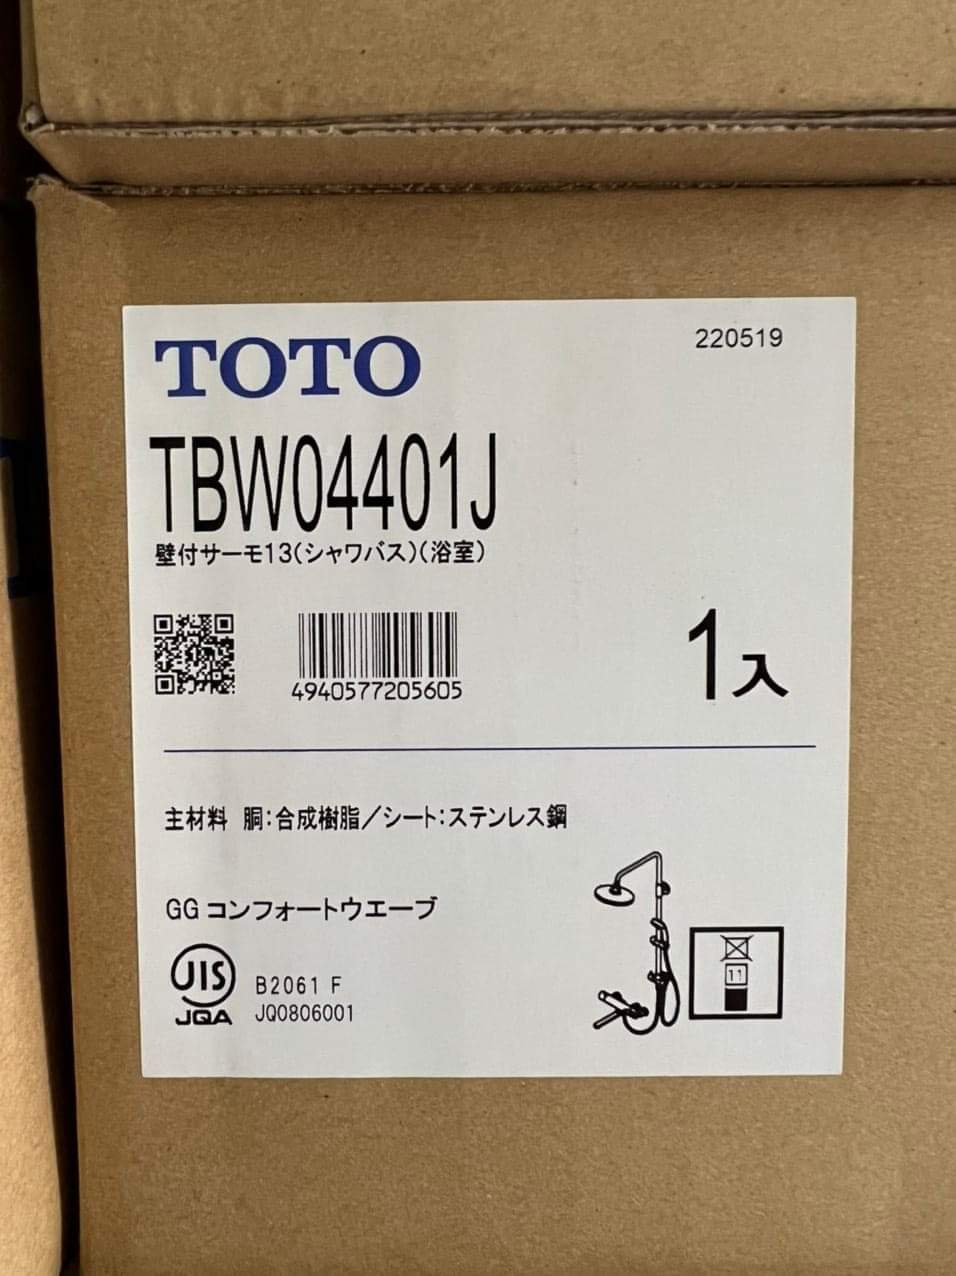 TOTO
220519
TBW04401J
壁付サーモ13(シャワバス)(浴室)
4940577205605
1入
主材料 胴:合成樹脂/シート:ステンレス鋼
GG コンフォートウエーブ
JIS
B2061 F
JQA
JQ0806001
11